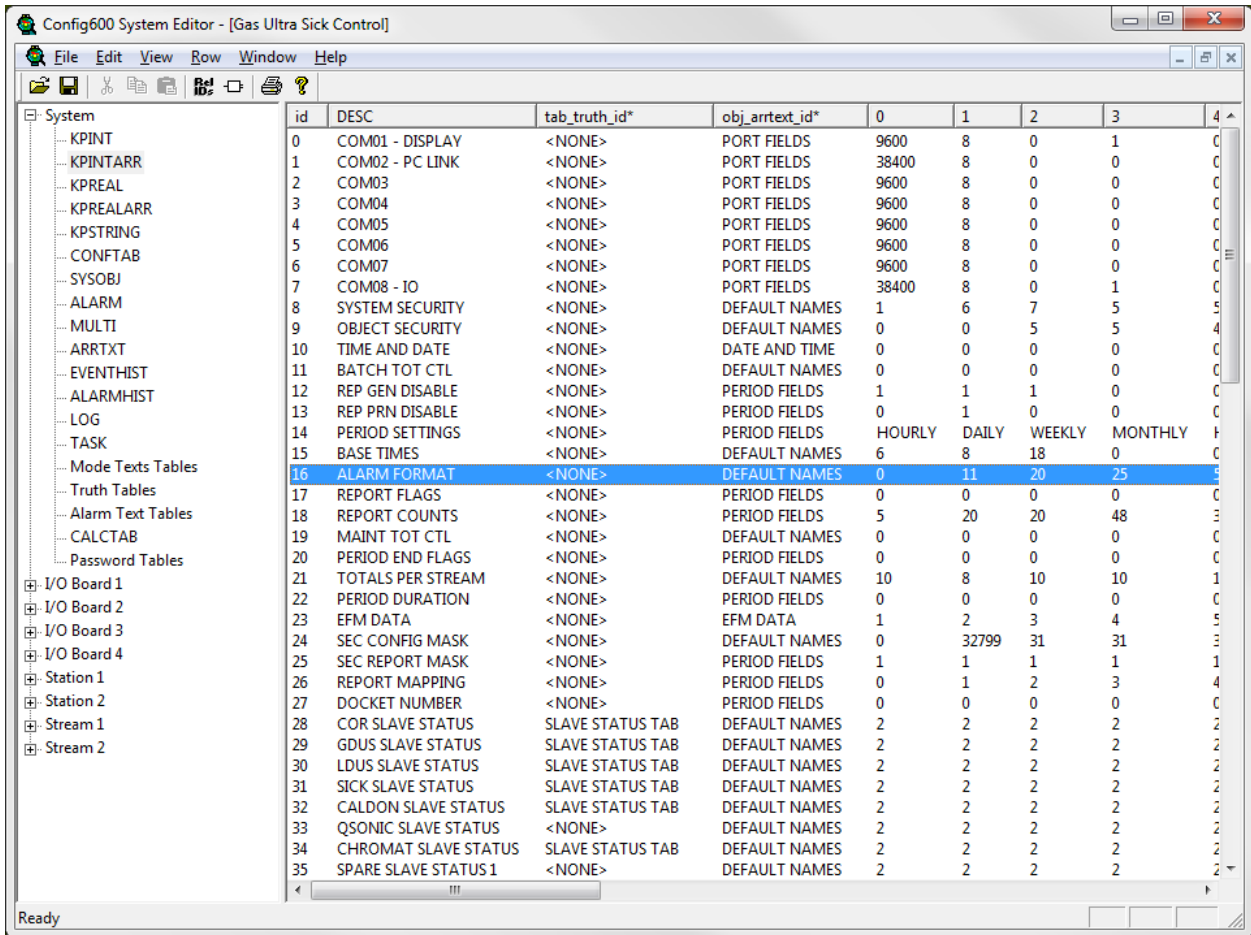 Config600 System Editor - [Gas Ultra Sick Control]
File Edit View Row Window Help
Rel IDs
System
KPINT
KPINTARR
KPREAL
KPREALARR
KPSTRING
CONFTAB
SYSOBJ
ALARM
MULTI
ARRTXT
EVENTHIST
ALARMHIST
LOG
TASK
Mode Texts Tables
Truth Tables
Alarm Text Tables
CALCTAB
Password Tables
I/O Board 1
I/O Board 2
I/O Board 3
I/O Board 4
Station 1
Station 2
Stream 1
Stream 2
id DESC tab_truth_id* obj_arrtext_id* 0 1 2 3 4
0 COM01 - DISPLAY <NONE> PORT FIELDS 9600 8 0 1
1 COM02 - PC LINK <NONE> PORT FIELDS 38400 8 0 0
2 COM03 <NONE> PORT FIELDS 9600 8 0 0
3 COM04 <NONE> PORT FIELDS 9600 8 0 0
4 COM05 <NONE> PORT FIELDS 9600 8 0 0
5 COM06 <NONE> PORT FIELDS 9600 8 0 0
6 COM07 <NONE> PORT FIELDS 9600 8 0 0
7 COM08 - IO <NONE> PORT FIELDS 38400 8 0 1
8 SYSTEM SECURITY <NONE> DEFAULT NAMES 1 6 7 5
9 OBJECT SECURITY <NONE> DEFAULT NAMES 0 0 5 5
10 TIME AND DATE <NONE> DATE AND TIME 0 0 0 0
11 BATCH TOT CTL <NONE> DEFAULT NAMES 0 0 0 0
12 REP GEN DISABLE <NONE> PERIOD FIELDS 1 1 1 0
13 REP PRN DISABLE <NONE> PERIOD FIELDS 0 1 0 0
14 PERIOD SETTINGS <NONE> PERIOD FIELDS HOURLY DAILY WEEKLY MONTHLY
15 BASE TIMES <NONE> DEFAULT NAMES 6 8 18 0
16 ALARM FORMAT <NONE> DEFAULT NAMES 0 11 20 25
17 REPORT FLAGS <NONE> PERIOD FIELDS 0 0 0 0
18 REPORT COUNTS <NONE> PERIOD FIELDS 5 20 20 48
19 MAINT TOT CTL <NONE> DEFAULT NAMES 0 0 0 0
20 PERIOD END FLAGS <NONE> PERIOD FIELDS 0 0 0 0
21 TOTALS PER STREAM <NONE> DEFAULT NAMES 10 8 10 10
22 PERIOD DURATION <NONE> PERIOD FIELDS 0 0 0 0
23 EFM DATA <NONE> EFM DATA 1 2 3 4
24 SEC CONFIG MASK <NONE> DEFAULT NAMES 0 32799 31 31
25 SEC REPORT MASK <NONE> PERIOD FIELDS 1 1 1 1
26 REPORT MAPPING <NONE> PERIOD FIELDS 0 1 2 3
27 DOCKET NUMBER <NONE> PERIOD FIELDS 0 0 0 0
28 COR SLAVE STATUS SLAVE STATUS TAB DEFAULT NAMES 2 2 2 2
29 GDUS SLAVE STATUS SLAVE STATUS TAB DEFAULT NAMES 2 2 2 2
30 LDUS SLAVE STATUS SLAVE STATUS TAB DEFAULT NAMES 2 2 2 2
31 SICK SLAVE STATUS SLAVE STATUS TAB DEFAULT NAMES 2 2 2 2
32 CALDON SLAVE STATUS SLAVE STATUS TAB DEFAULT NAMES 2 2 2 2
33 QSONIC SLAVE STATUS <NONE> DEFAULT NAMES 2 2 2 2
34 CHROMAT SLAVE STATUS SLAVE STATUS TAB DEFAULT NAMES 2 2 2 2
35 SPARE SLAVE STATUS 1 <NONE> DEFAULT NAMES 2 2 2 2
Ready